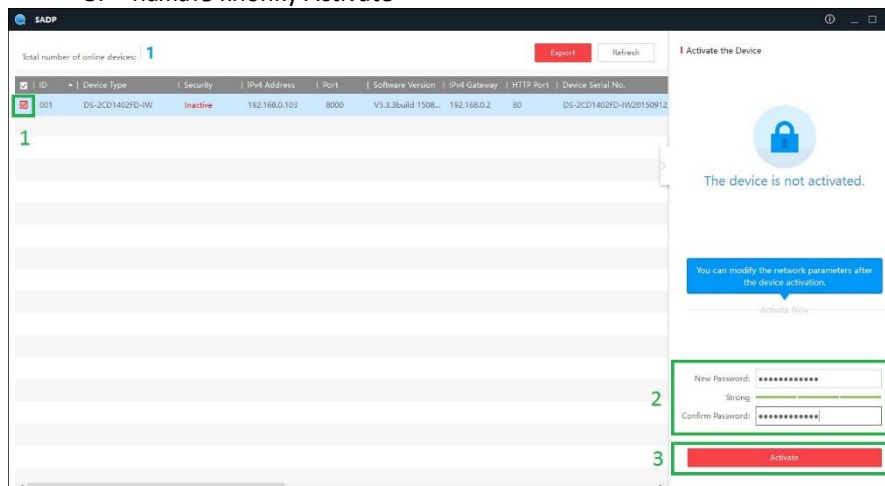 Activate
SADP
Total number of online devices: 1
Export
Refresh
ID | Device Type | Security | IPv4 Address | Port | Software Version | IPv4 Gateway | HTTP Port | Device Serial No.
001 DS-2CD1402FD-IW Inactive 192.168.0.103 8000 V5.3.3build 1508... 192.168.0.2 80 DS-2CD1402FD-IW20150912
1
Activate the Device
The device is not activated.
You can modify the network parameters after
the device activation.
Activate Now
2
New Password: ●●●●●●●●●●●●
Strong
Confirm Password: ●●●●●●●●●●●●
3
Activate